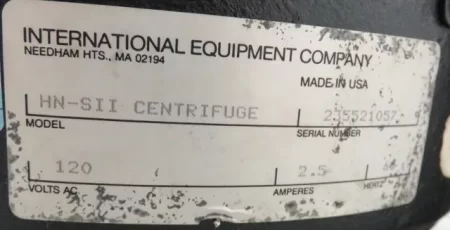 INTERNATIONAL EQUIPMENT COMPANY
NEEDHAM HTS., MA 02194
MADE IN USA
HN-SII CENTRIFUGE
MODEL
SERIAL NUMBER
120 2.5
VOLTS AC AMPERES HERTZ